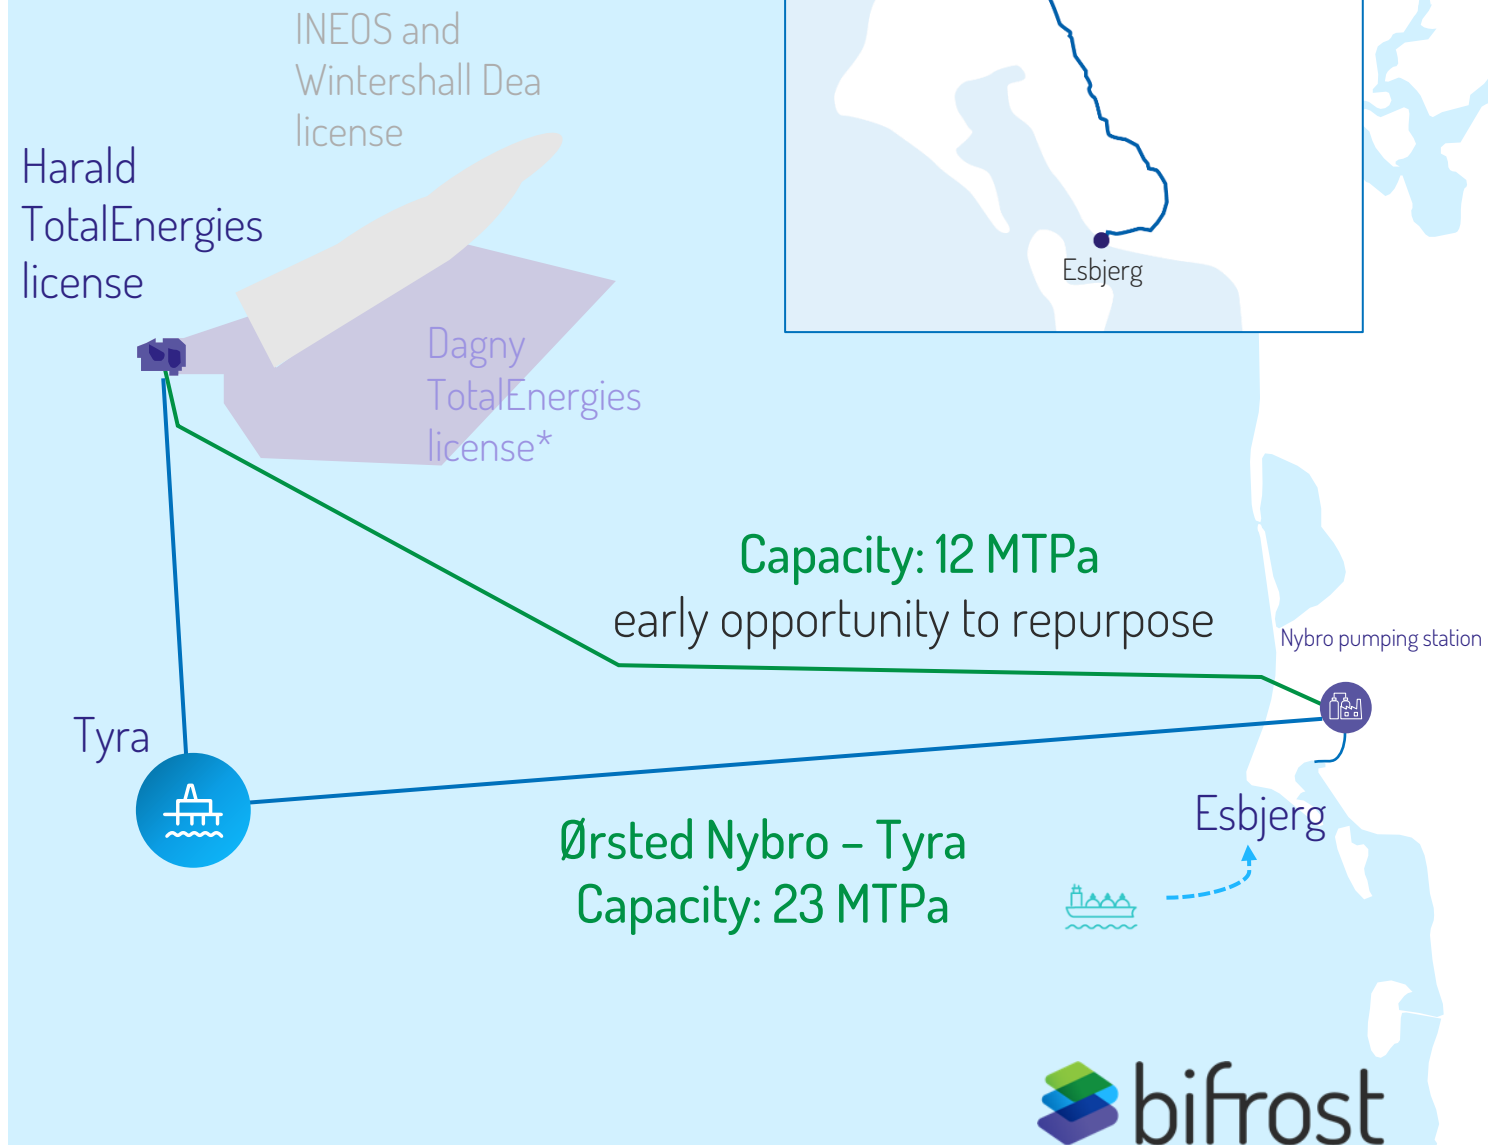 INEOS and
Wintershall Dea
license
Harald
TotalEnergies
license
Esbjerg
Dagny
TotalEnergies
license*
Capacity: 12 MTPa
early opportunity to repurpose
Nybro pumping station
Tyra
Esbjerg
Ørsted Nybro – Tyra
Capacity: 23 MTPa
bifrost